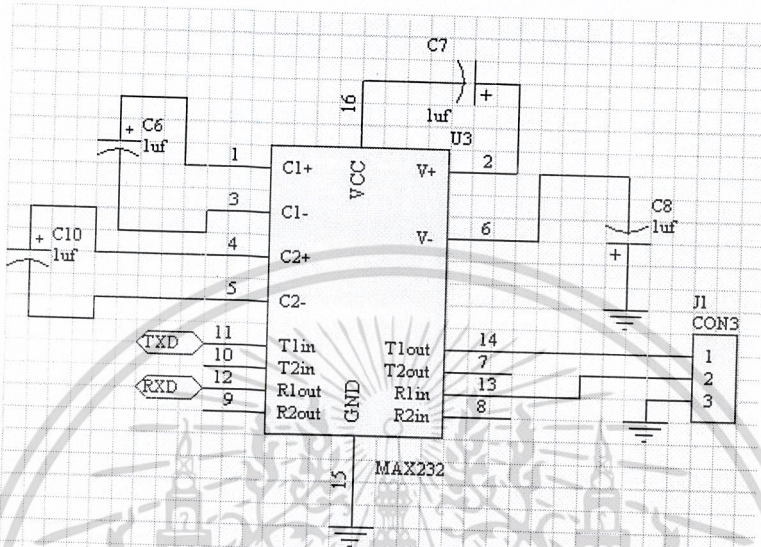 C7
+
1uf
16
U3
+ C6
1uf
1
C1+
VCC
V+
2
3
C1-
C8
1uf
+
+ C10
1uf
4
C2+
V-
6
5
C2-
J1
CON3
TXD
11
T1in
T1out
14
1
10
T2in
T2out
7
2
RXD
12
R1out
R1in
13
3
9
R2out
GND
R2in
8
15
MAX232